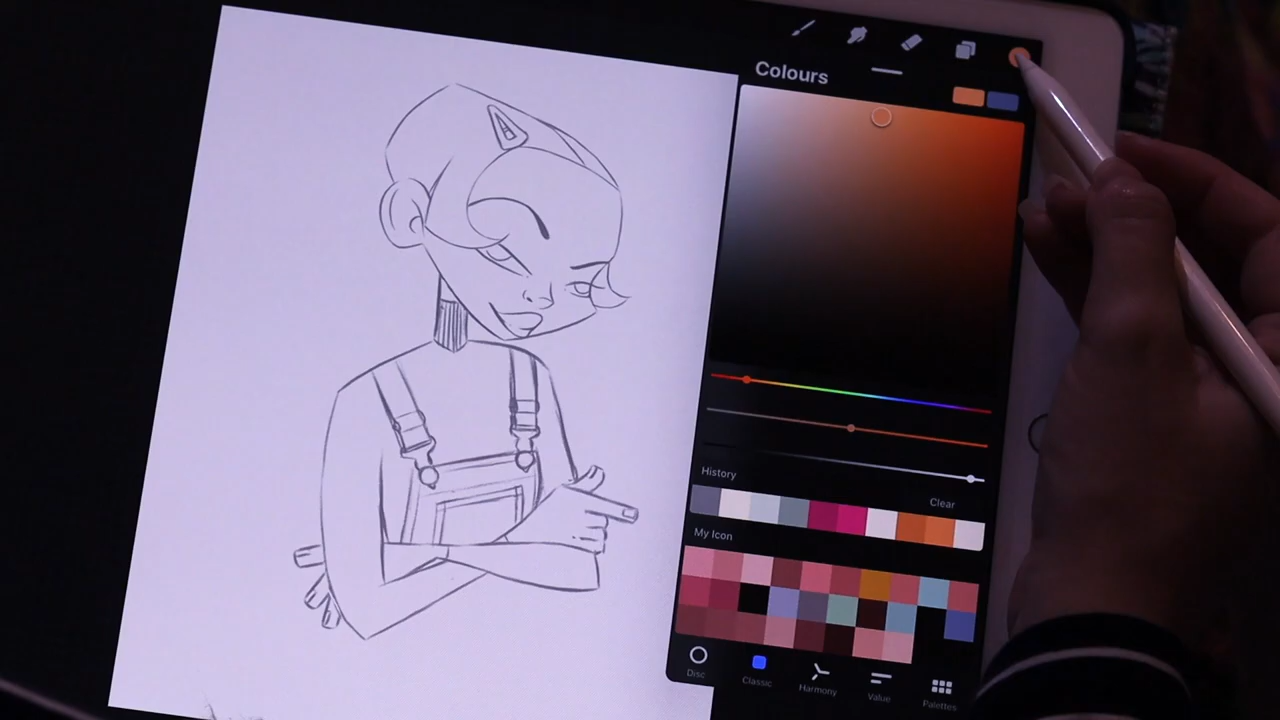 Colours
History
Clear
My Icon
Disc
Classic
Harmony
Value
Palettes